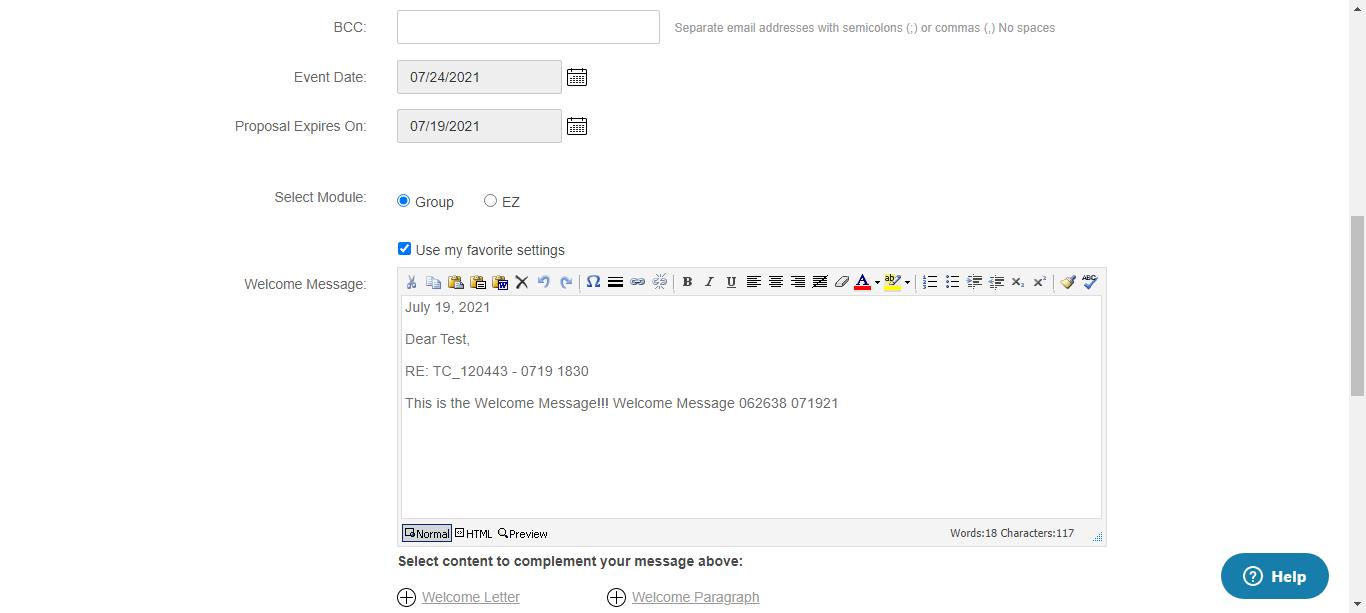 BCC:
Separate email addresses with semicolons (;) or commas (,) No spaces
Event Date:
07/24/2021
Proposal Expires On:
07/19/2021
Select Module:
Group
EZ
Use my favorite settings
Welcome Message:
B I U A ab
July 19, 2021
Dear Test,
RE: TC_120443 - 0719 1830
This is the Welcome Message!!! Welcome Message 062638 071921
Normal HTML Preview
Words:18 Characters:117
Select content to complement your message above:
Welcome Letter
Welcome Paragraph
Help